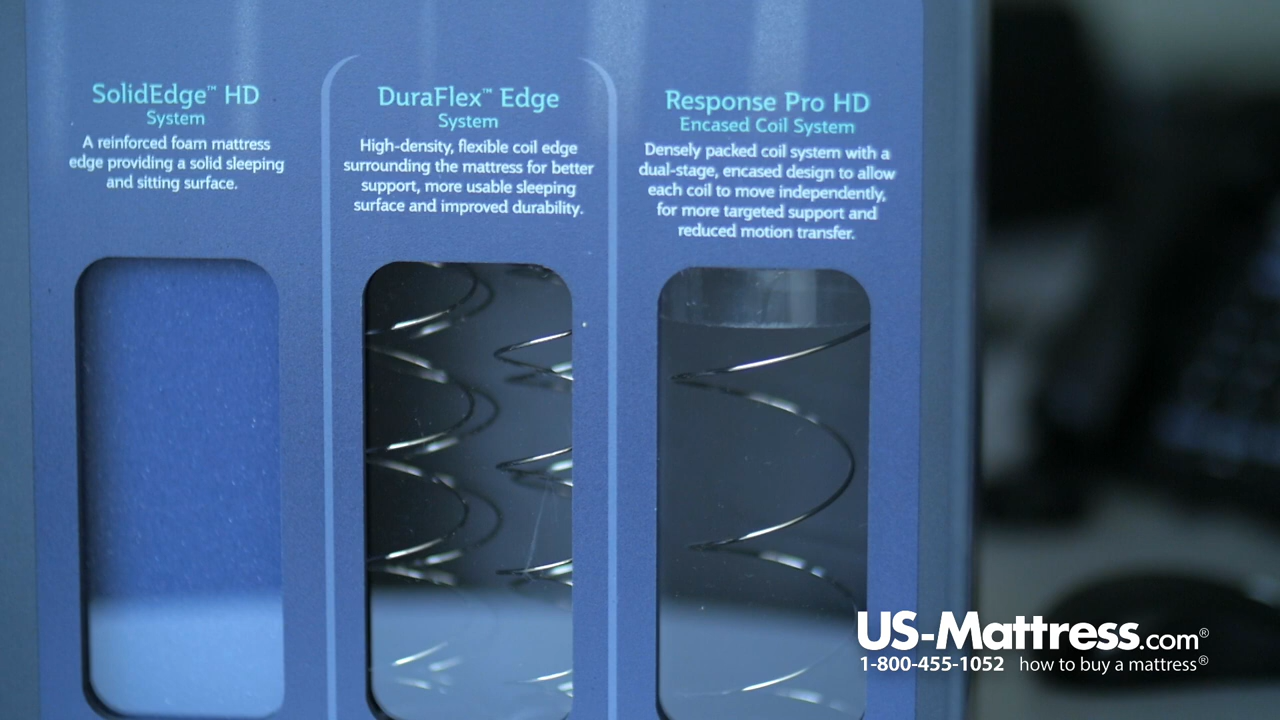 SolidEdge™ HD
System
A reinforced foam mattress
edge providing a solid sleeping
and sitting surface.
DuraFlex™ Edge
System
High-density, flexible coil edge
surrounding the mattress for better
support, more usable sleeping
surface and improved durability.
Response Pro HD
Encased Coil System
Densely packed coil system with a
dual-stage, encased design to allow
each coil to move independently,
for more targeted support and
reduced motion transfer.
US-Mattress.com®
1-800-455-1052 how to buy a mattress®